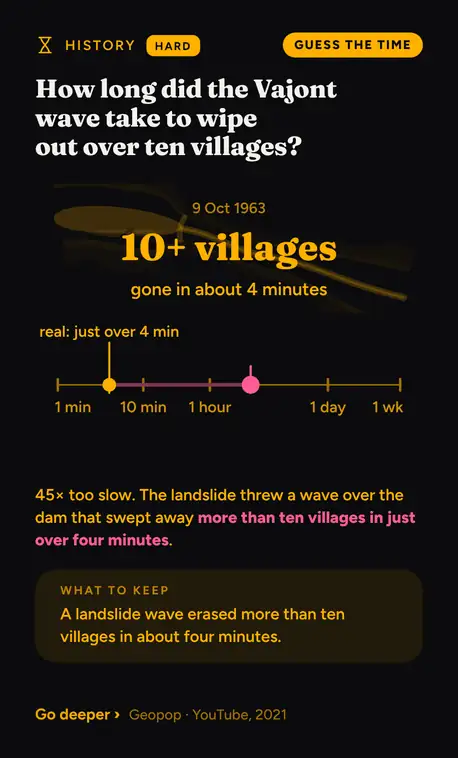 HISTORY HARD GUESS THE TIME
How long did the Vajont
wave take to wipe
out over ten villages?
9 Oct 1963
10+ villages
gone in about 4 minutes
real: just over 4 min
1 min 10 min 1 hour 1 day 1 wk
45× too slow. The landslide threw a wave over the
dam that swept away more than ten villages in just
over four minutes.
WHAT TO KEEP
A landslide wave erased more than ten
villages in about four minutes.
Go deeper › Geopop · YouTube, 2021